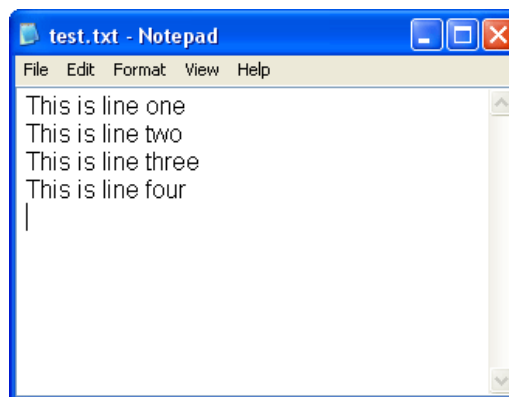 test.txt - Notepad
File Edit Format View Help
This is line one
This is line two
This is line three
This is line four